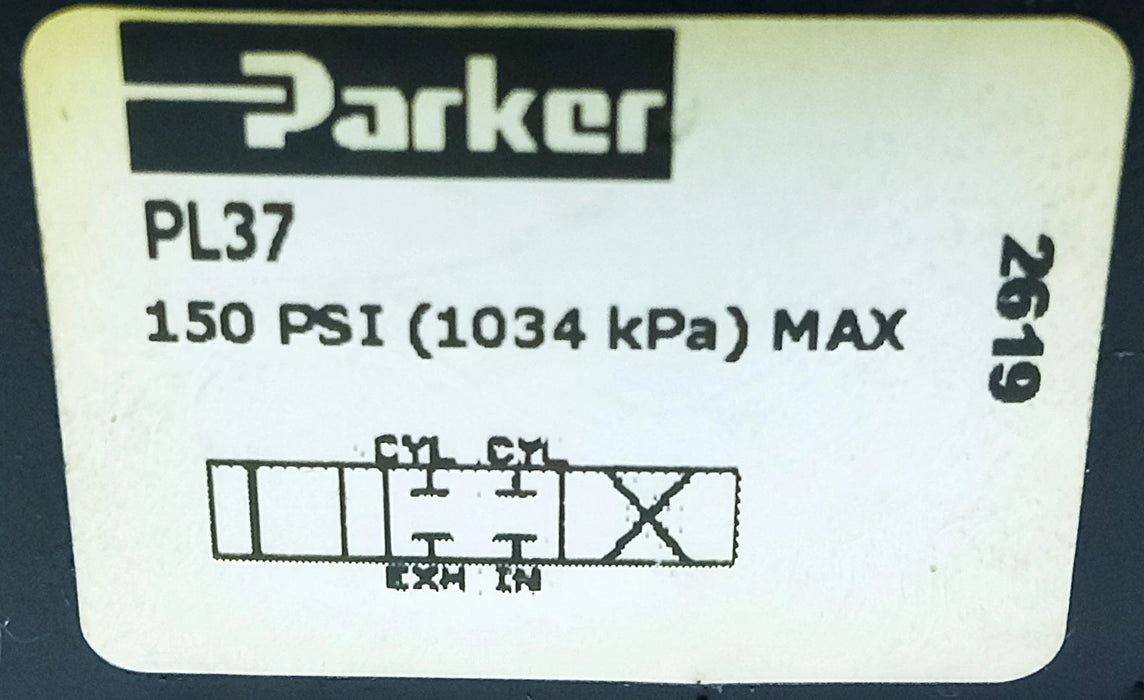 Parker
PL37
150 PSI (1034 kPa) MAX
2619
CYL CYL
EXH IN